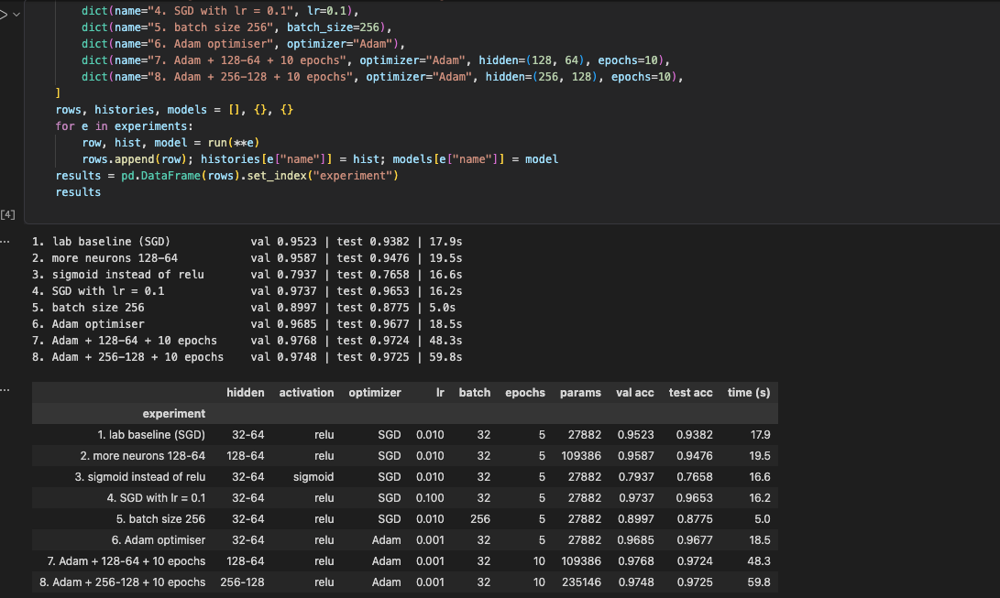 dict(name="4. SGD with lr = 0.1", lr=0.1),
dict(name="5. batch size 256", batch_size=256),
dict(name="6. Adam optimiser", optimizer="Adam"),
dict(name="7. Adam + 128-64 + 10 epochs", optimizer="Adam", hidden=(128, 64), epochs=10),
dict(name="8. Adam + 256-128 + 10 epochs", optimizer="Adam", hidden=(256, 128), epochs=10),
]
rows, histories, models = [], {}, {}
for e in experiments:
row, hist, model = run(**e)
rows.append(row); histories[e["name"]] = hist; models[e["name"]] = model
results = pd.DataFrame(rows).set_index("experiment")
results
[4]
... 1. lab baseline (SGD) val 0.9523 | test 0.9382 | 17.9s
2. more neurons 128-64 val 0.9587 | test 0.9476 | 19.5s
3. sigmoid instead of relu val 0.7937 | test 0.7658 | 16.6s
4. SGD with lr = 0.1 val 0.9737 | test 0.9653 | 16.2s
5. batch size 256 val 0.8997 | test 0.8775 | 5.0s
6. Adam optimiser val 0.9685 | test 0.9677 | 18.5s
7. Adam + 128-64 + 10 epochs val 0.9768 | test 0.9724 | 48.3s
8. Adam + 256-128 + 10 epochs val 0.9748 | test 0.9725 | 59.8s
... hidden activation optimizer lr batch epochs params val acc test acc time (s)
experiment
1. lab baseline (SGD) 32-64 relu SGD 0.010 32 5 27882 0.9523 0.9382 17.9
2. more neurons 128-64 128-64 relu SGD 0.010 32 5 109386 0.9587 0.9476 19.5
3. sigmoid instead of relu 32-64 sigmoid SGD 0.010 32 5 27882 0.7937 0.7658 16.6
4. SGD with lr = 0.1 32-64 relu SGD 0.100 32 5 27882 0.9737 0.9653 16.2
5. batch size 256 32-64 relu SGD 0.010 256 5 27882 0.8997 0.8775 5.0
6. Adam optimiser 32-64 relu Adam 0.001 32 5 27882 0.9685 0.9677 18.5
7. Adam + 128-64 + 10 epochs 128-64 relu Adam 0.001 32 10 109386 0.9768 0.9724 48.3
8. Adam + 256-128 + 10 epochs 256-128 relu Adam 0.001 32 10 235146 0.9748 0.9725 59.8